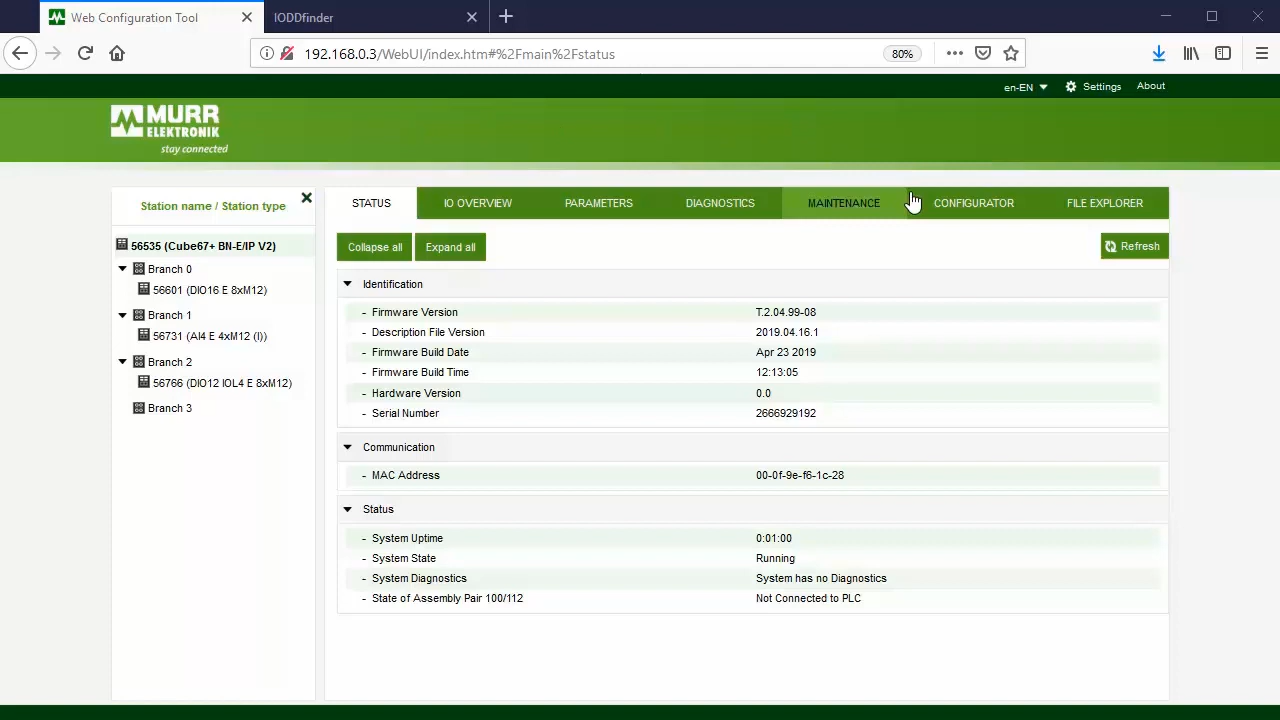 Web Configuration Tool
IODDfinder
192.168.0.3/WebUI/index.htm#%2Fmain%2Fstatus
80%
en-EN
Settings
About
MURR
ELEKTRONIK
stay connected
Station name / Station type
56535 (Cube67+ BN-E/IP V2)
Branch 0
56601 (DIO16 E 8xM12)
Branch 1
56731 (AI4 E 4xM12 (I))
Branch 2
56766 (DIO12 IOL4 E 8xM12)
Branch 3
STATUS IO OVERVIEW PARAMETERS DIAGNOSTICS MAINTENANCE CONFIGURATOR FILE EXPLORER
Collapse all Expand all Refresh
Identification
- Firmware Version T.2.04.99-08
- Description File Version 2019.04.16.1
- Firmware Build Date Apr 23 2019
- Firmware Build Time 12:13:05
- Hardware Version 0.0
- Serial Number 2666929192
Communication
- MAC Address 00-0f-9e-f6-1c-28
Status
- System Uptime 0:01:00
- System State Running
- System Diagnostics System has no Diagnostics
- State of Assembly Pair 100/112 Not Connected to PLC